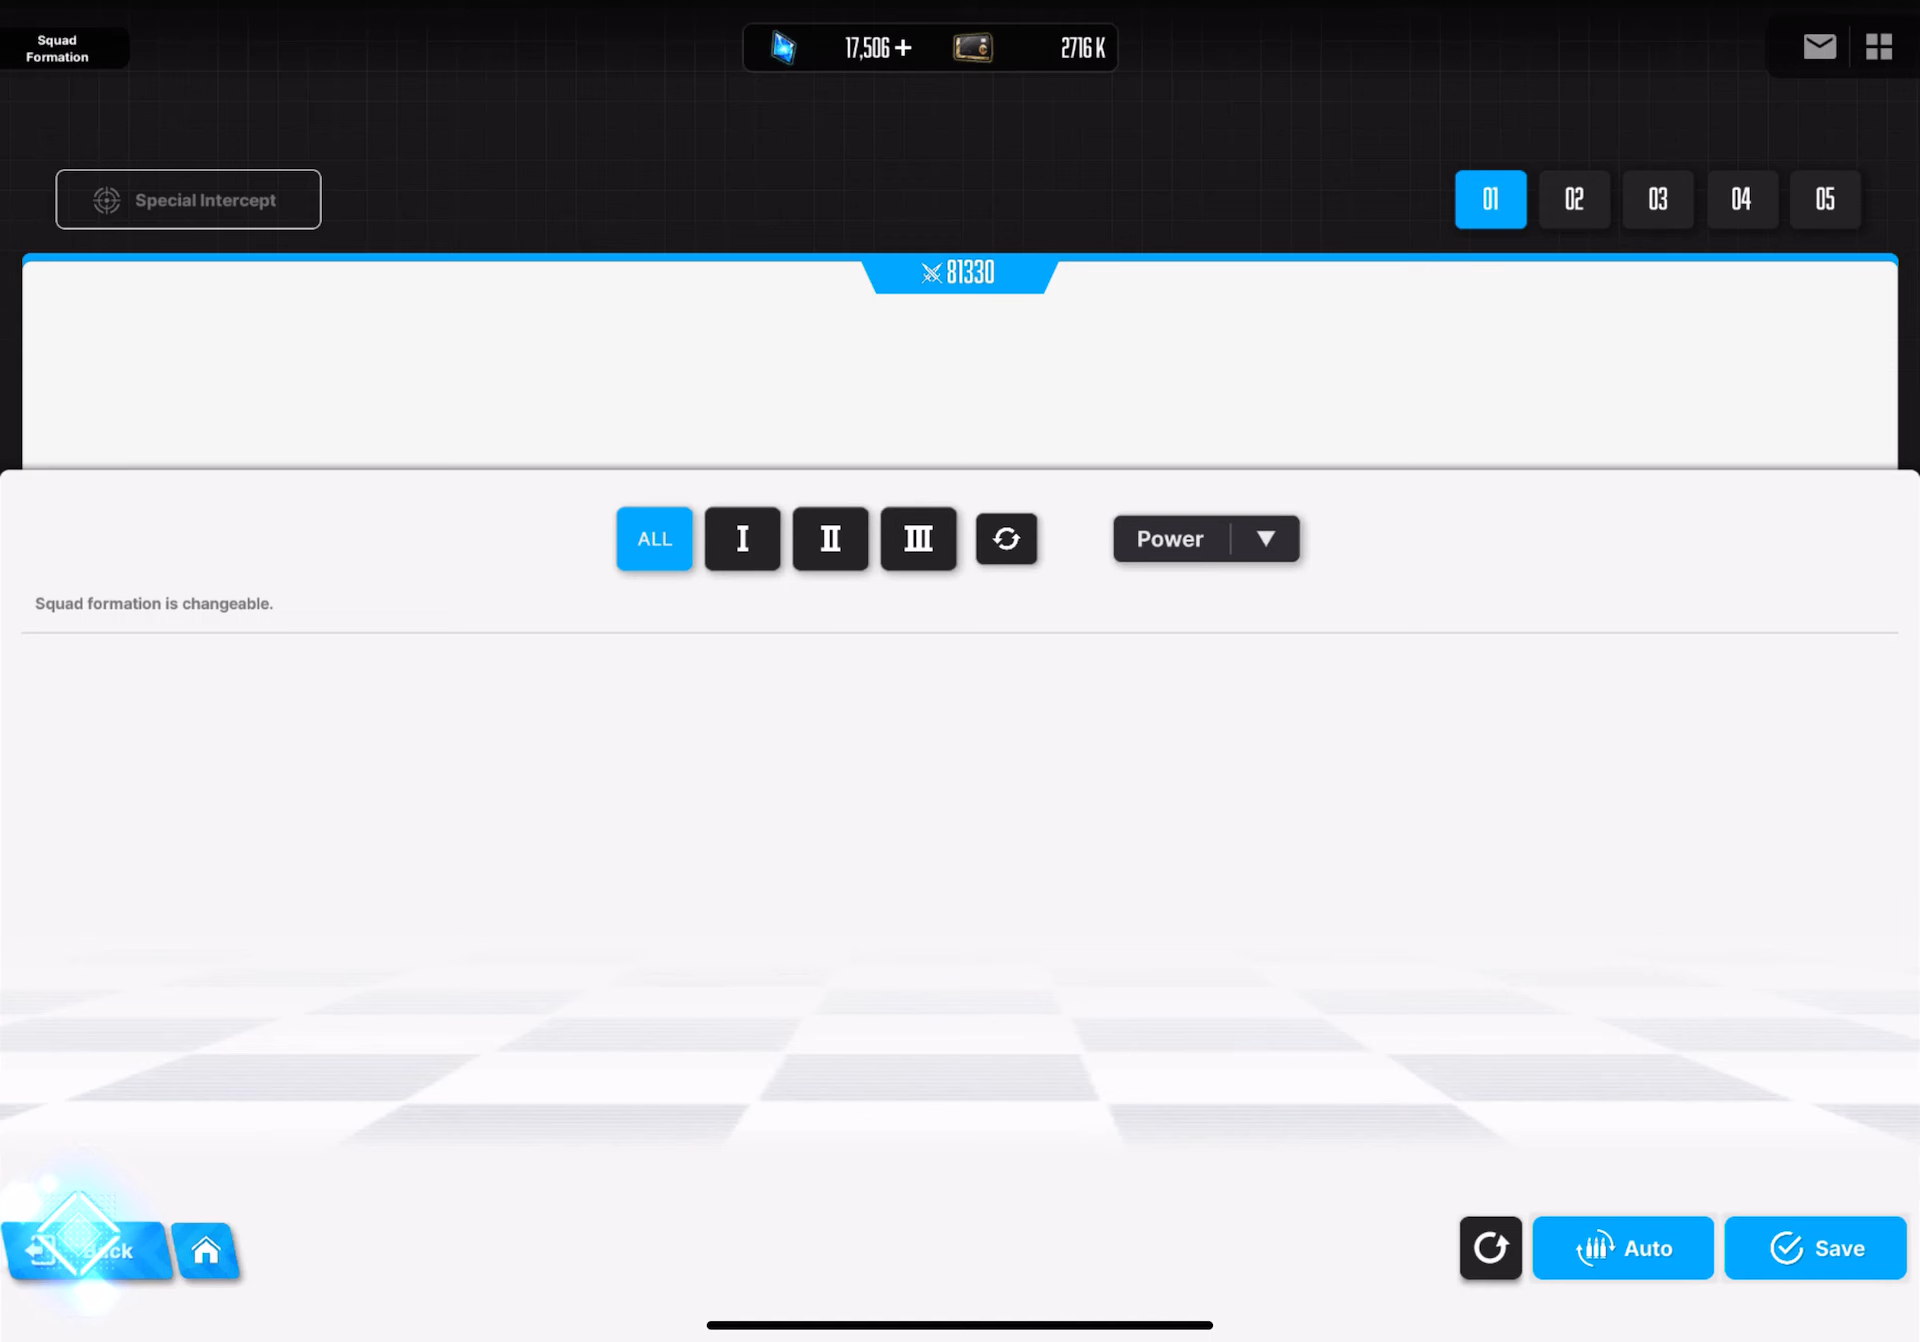 Squad
Formation
17,506 +
2716 K
Special Intercept
01
02
03
04
05
81330
ALL
I
II
III
Power
Squad formation is changeable.
Auto
Save